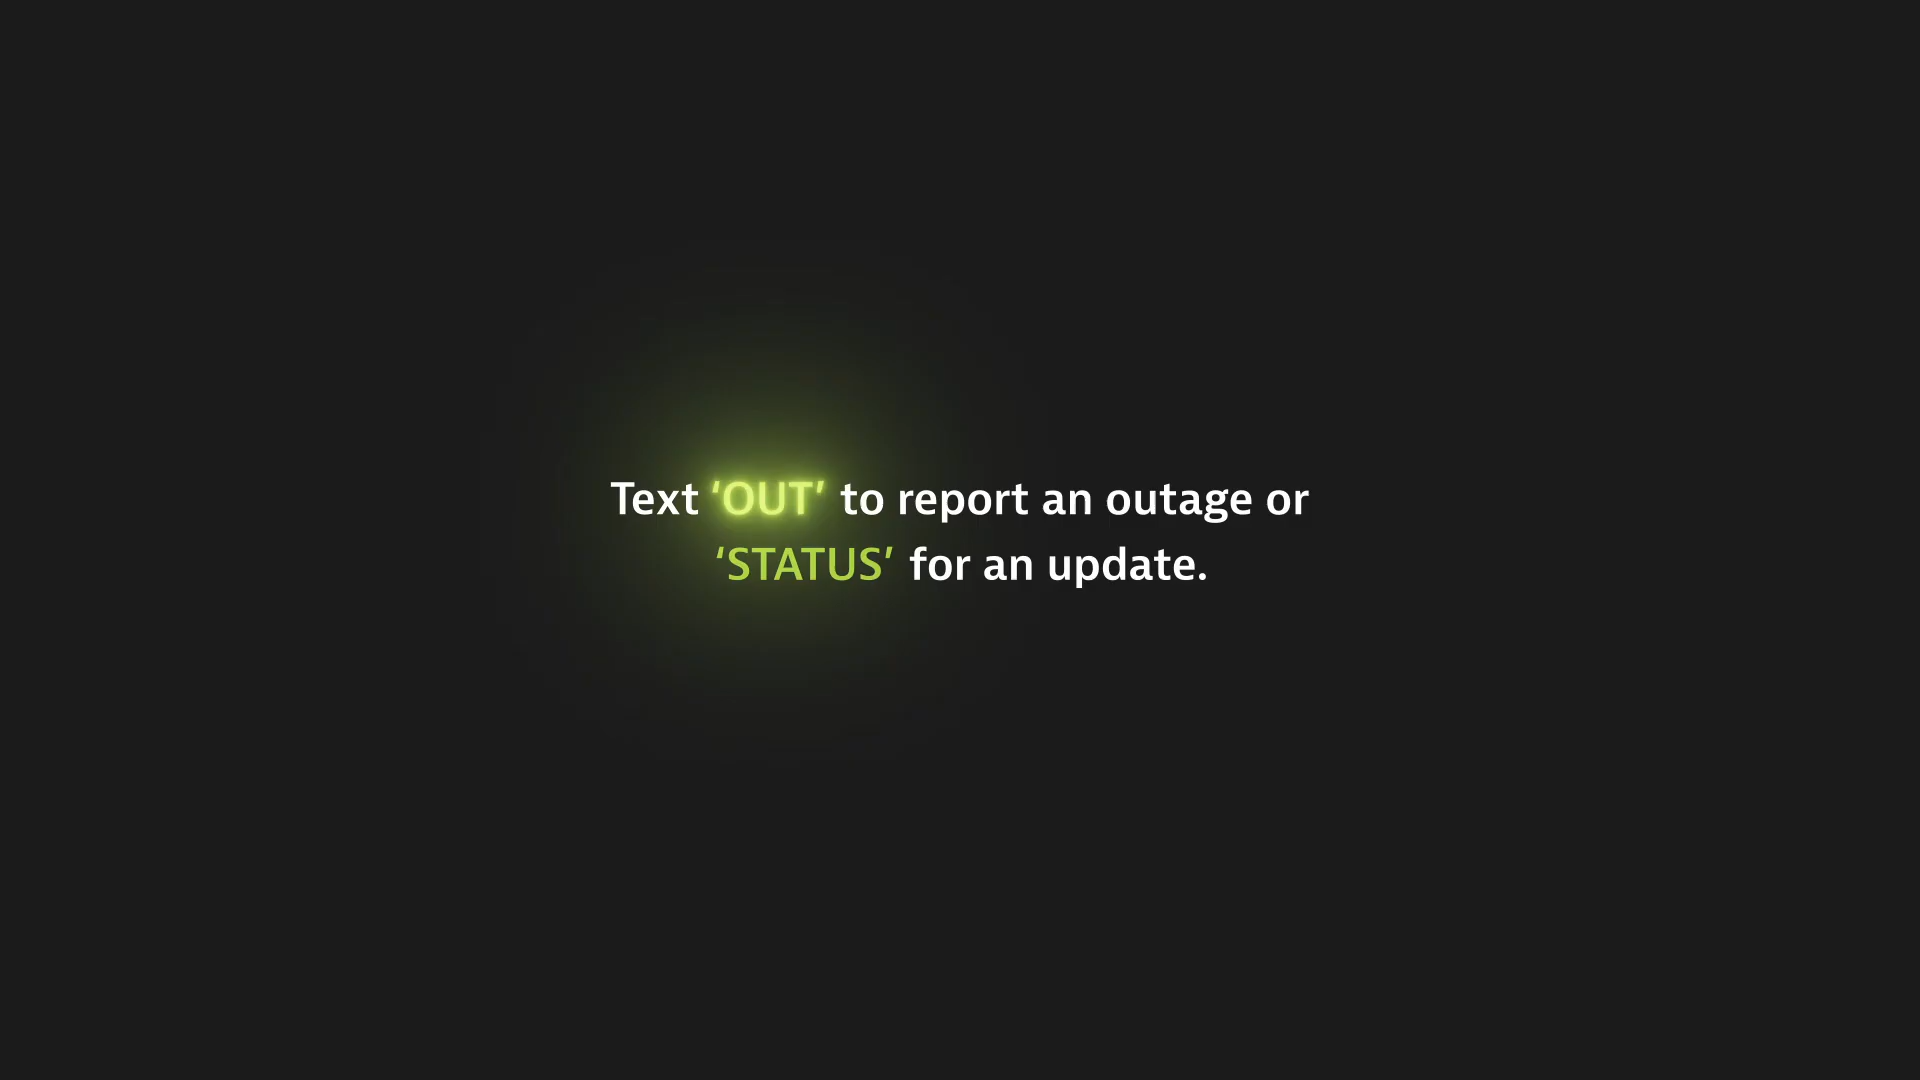 Text ‘OUT’ to report an outage or
‘STATUS’ for an update.